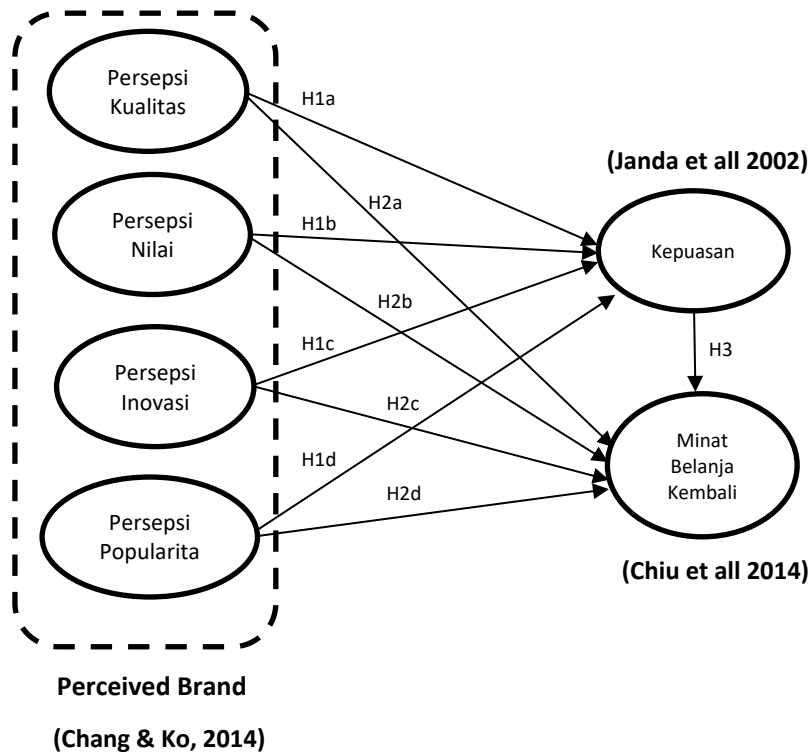 Persepsi
Kualitas
H1a
(Janda et all 2002)
H2a
Persepsi
Nilai
H1b
Kepuasan
H2b
H1c
H3
Persepsi
Inovasi
H2c
Minat
Belanja
Kembali
H1d
H2d
Persepsi
Popularita
(Chiu et all 2014)
Perceived Brand
(Chang & Ko, 2014)